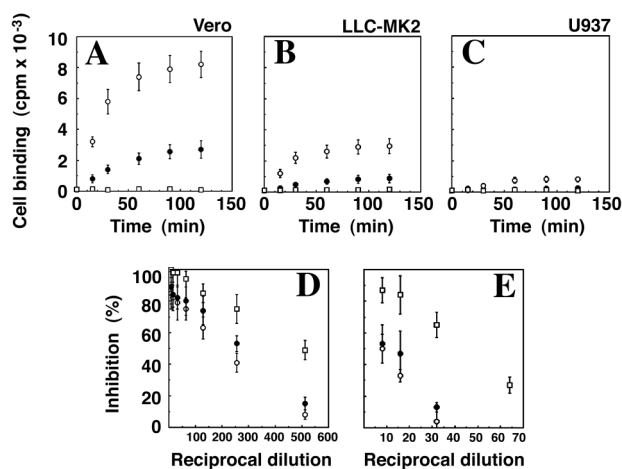 Vero
LLC-MK2
U937
A
B
C
Cell binding (cpm x 10-3)
10
8
6
4
2
0
0 50 100 150
0 50 100 150
0 50 100 150
Time (min)
Time (min)
Time (min)
D
E
Inhibition (%)
100
80
60
40
20
0
0 100 200 300 400 500 600
10 20 30 40 50 60 70
Reciprocal dilution
Reciprocal dilution